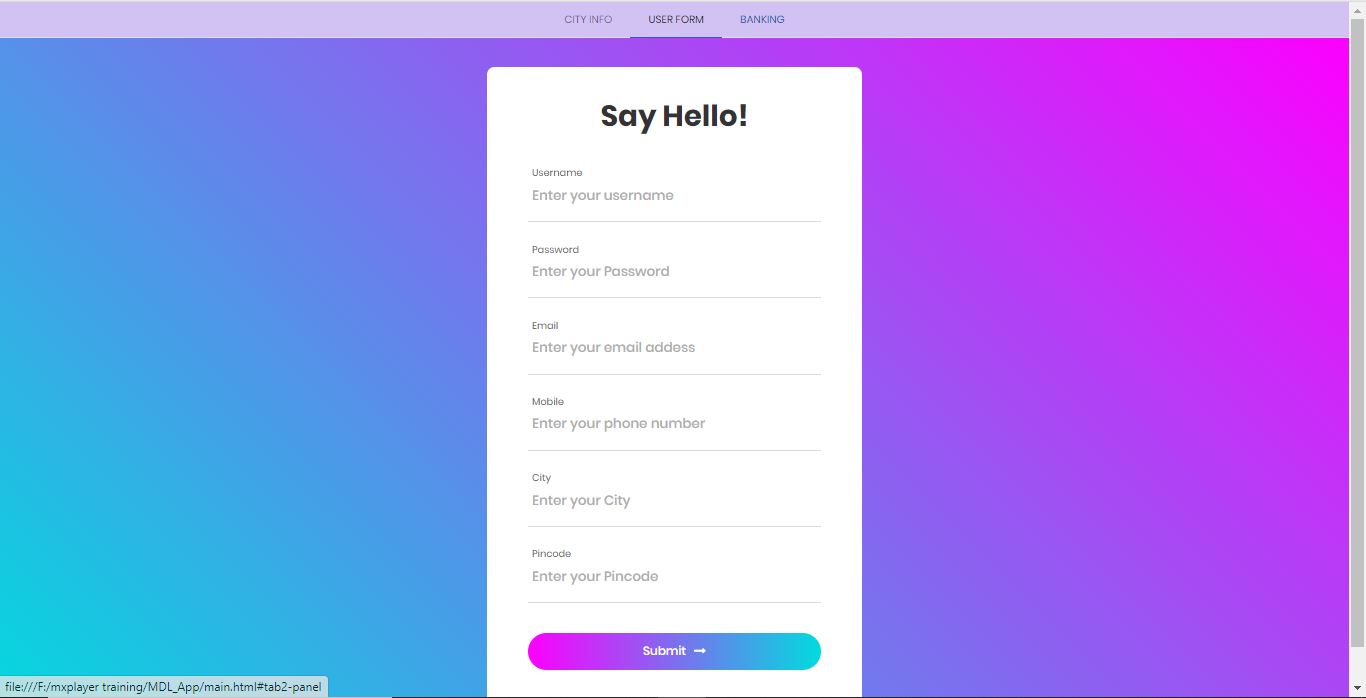 CITY INFO
USER FORM
BANKING
Say Hello!
Username
Enter your username
Password
Enter your Password
Email
Enter your email addess
Mobile
Enter your phone number
City
Enter your City
Pincode
Enter your Pincode
Submit
file:///F:/mxplayer training/MDL_App/main.html#tab2-panel